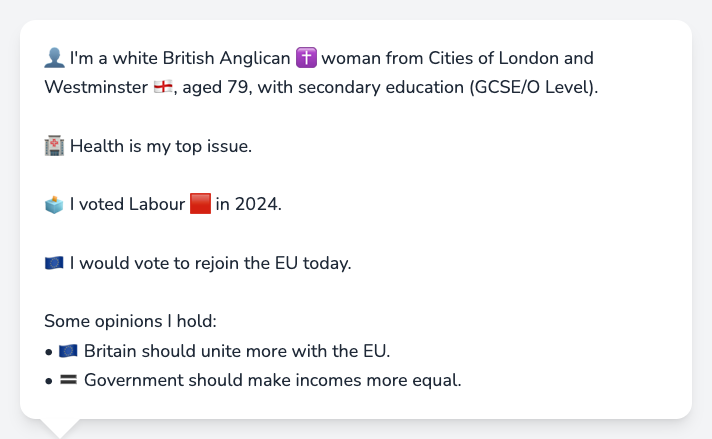 👤 I'm a white British Anglican ✝️ woman from Cities of London and
Westminster 🏴󠁧󠁢󠁥󠁮󠁧󠁿, aged 79, with secondary education (GCSE/O Level).
🏥 Health is my top issue.
🗳️ I voted Labour 🟥 in 2024.
🇪🇺 I would vote to rejoin the EU today.
Some opinions I hold:
• 🇪🇺 Britain should unite more with the EU.
• 🟰 Government should make incomes more equal.